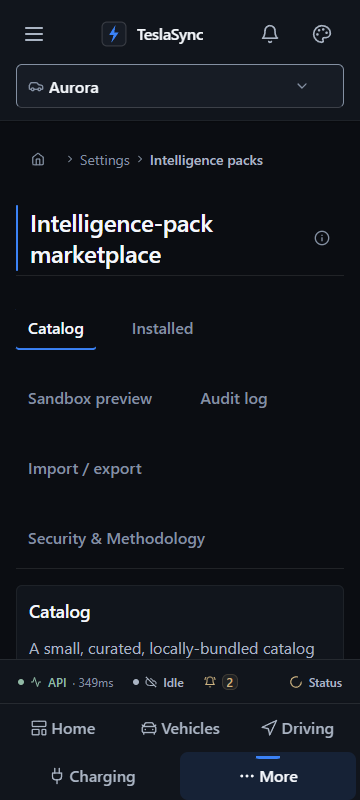 TeslaSync
Aurora
Settings > Intelligence packs
Intelligence-pack
marketplace
Catalog Installed
Sandbox preview Audit log
Import / export
Security & Methodology
Catalog
A small, curated, locally-bundled catalog
API · 349ms Idle 2 Status
Home Vehicles Driving
Charging More